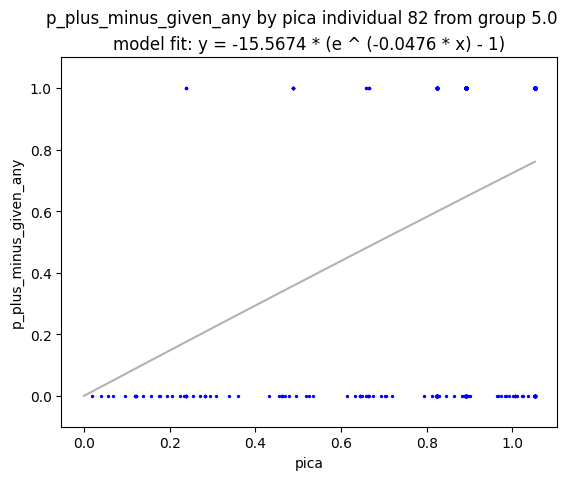 p_plus_minus_given_any by pica individual 82 from group 5.0
model fit: y = -15.5674 * (e ^ (-0.0476 * x) - 1)
1.0
0.8
0.6
0.4
0.2
0.0
p_plus_minus_given_any
0.0 0.2 0.4 0.6 0.8 1.0
pica